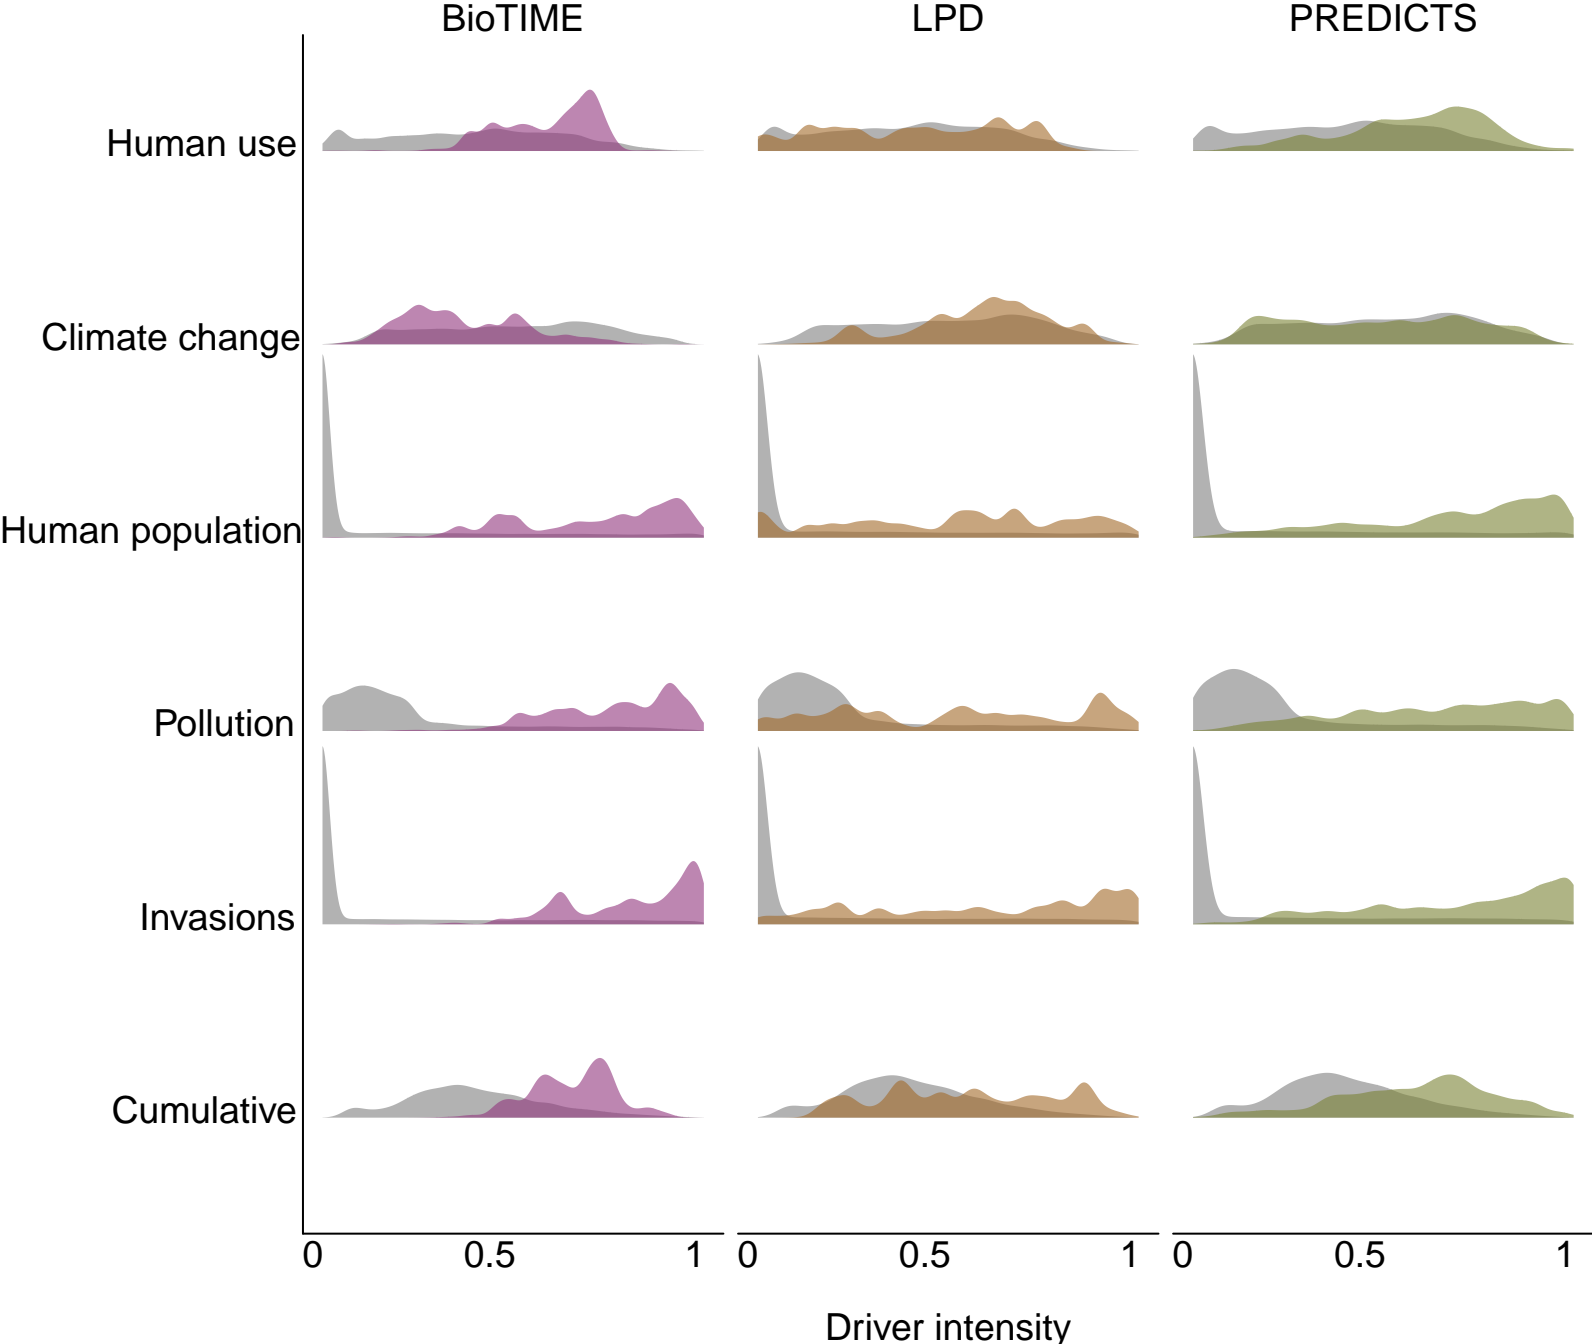 BioTIME LPD PREDICTS
Human use
Climate change
Human population
Pollution
Invasions
Cumulative
0 0.5 1 0 0.5 1 0 0.5 1
Driver intensity